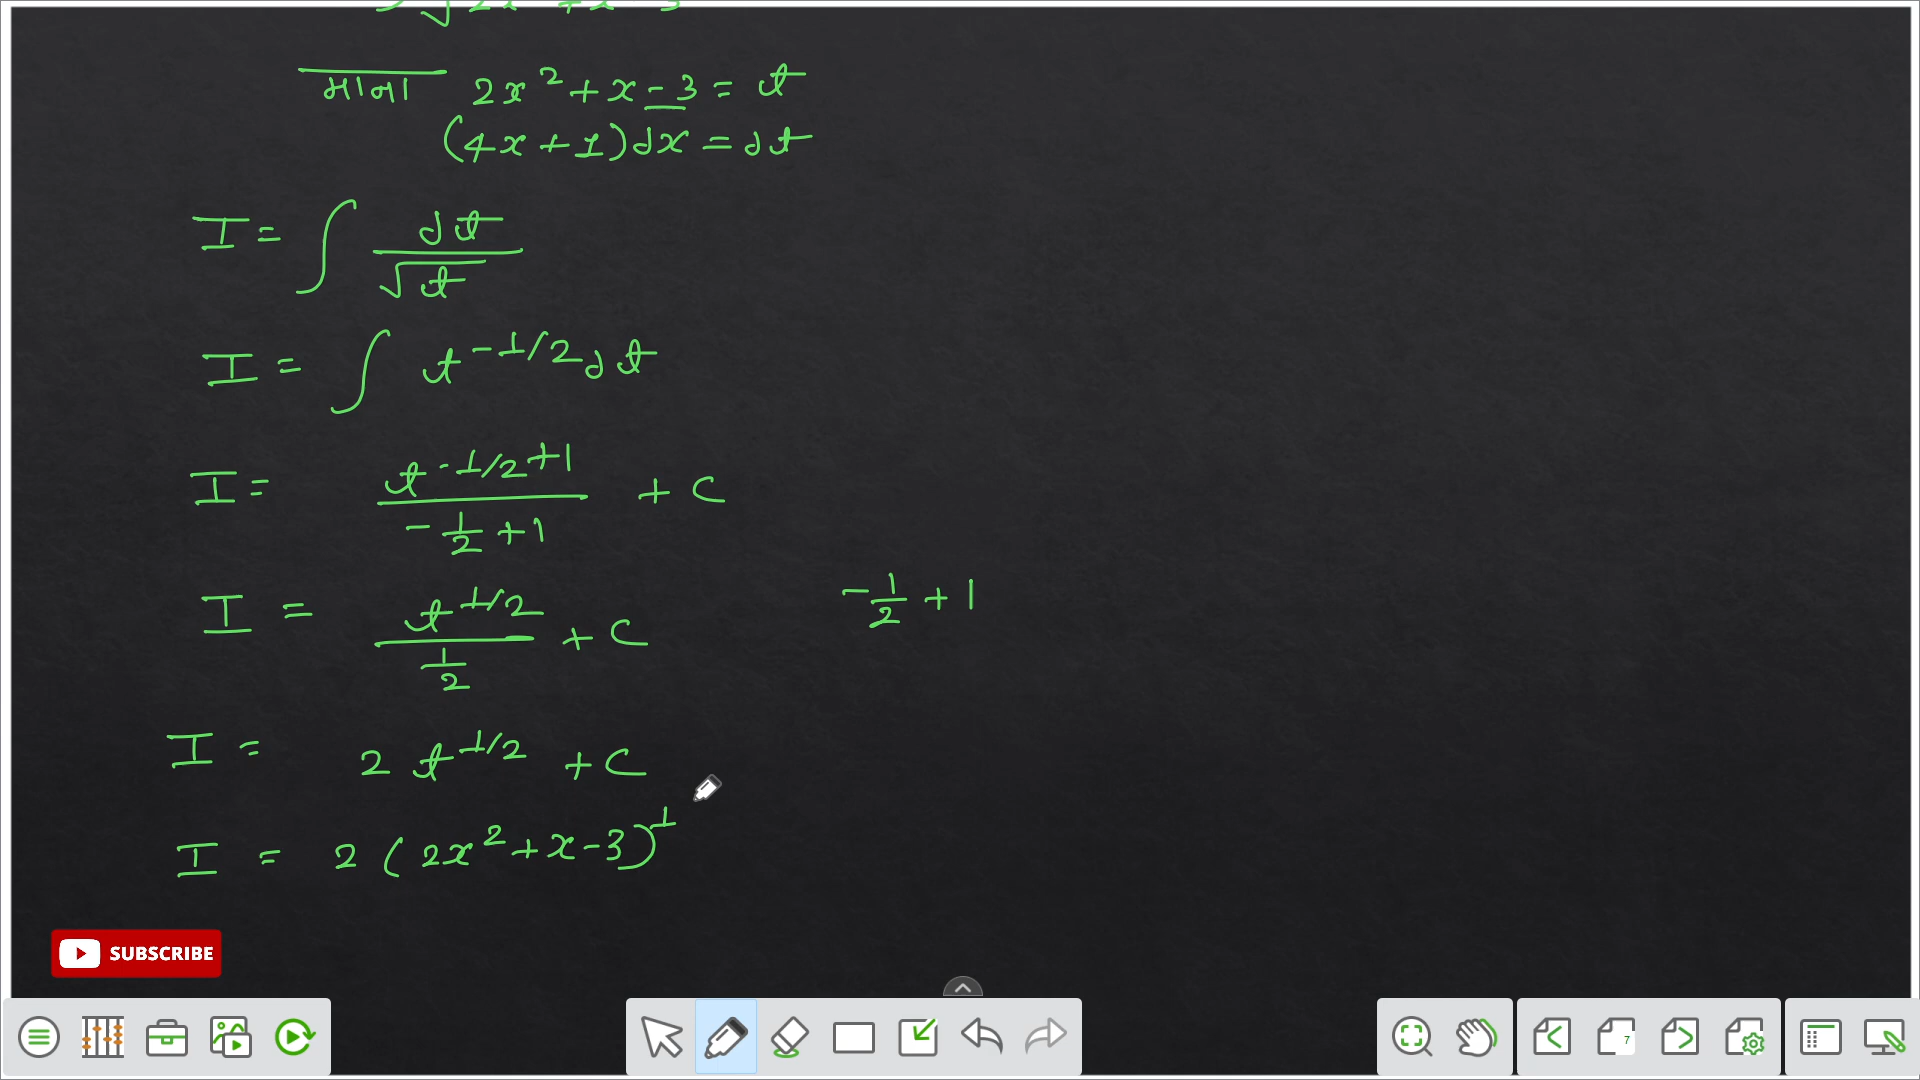 माना 2x² + x - 3 = t
(4x + 1)dx = dt
I = ∫ dt/√t
I = ∫ t^-1/2 dt
I = t^-1/2+1 / -1/2+1 + C
I = t^1/2 / 1/2 + C
-1/2 + 1
I = 2 t^1/2 + C
I = 2 (2x² + x - 3)^1
SUBSCRIBE
7